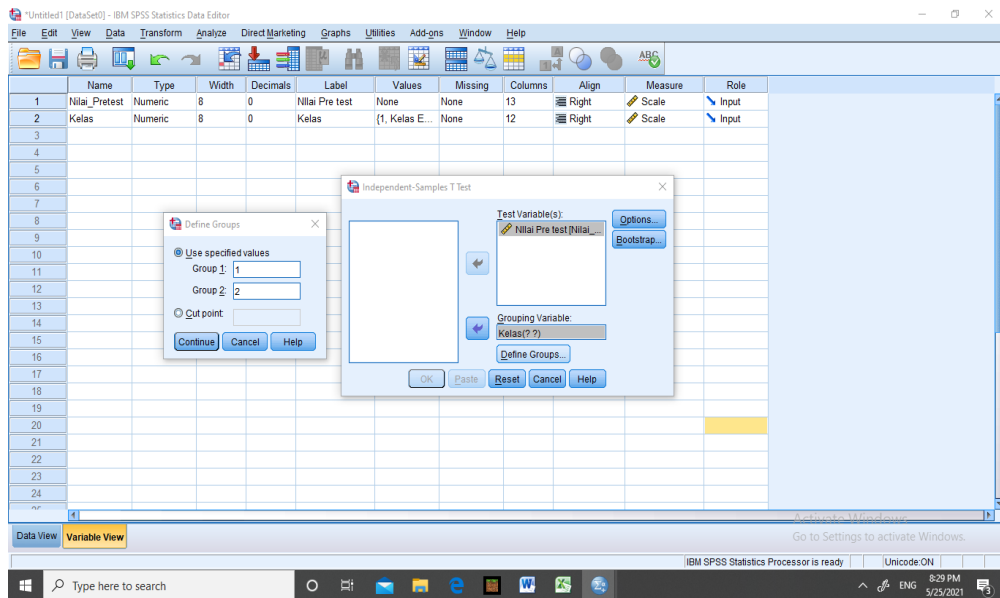 *Untitled1 [DataSet0] - IBM SPSS Statistics Data Editor
File Edit View Data Transform Analyze Direct Marketing Graphs Utilities Add-ons Window Help
Name Type Width Decimals Label Values Missing Columns Align Measure Role
1 Nilai_Pretest Numeric 8 0 NIlai Pre test None None 13 Right Scale Input
2 Kelas Numeric 8 0 Kelas {1, Kelas E... None 12 Right Scale Input
3
4
5
6
7
8
9
10
11
12
13
14
15
16
17
18
19
20
21
22
23
24
Independent-Samples T Test
Test Variable(s):
NIlai Pre test [Nilai_...
Options...
Bootstrap...
Grouping Variable:
Kelas(? ?)
Define Groups...
OK Paste Reset Cancel Help
Define Groups
Use specified values
Group 1: 1
Group 2: 2
Cut point:
Continue Cancel Help
Activate Windows
Go to Settings to activate Windows.
Data View Variable View
IBM SPSS Statistics Processor is ready Unicode:ON
Type here to search
ENG 8:29 PM
5/25/2021
3